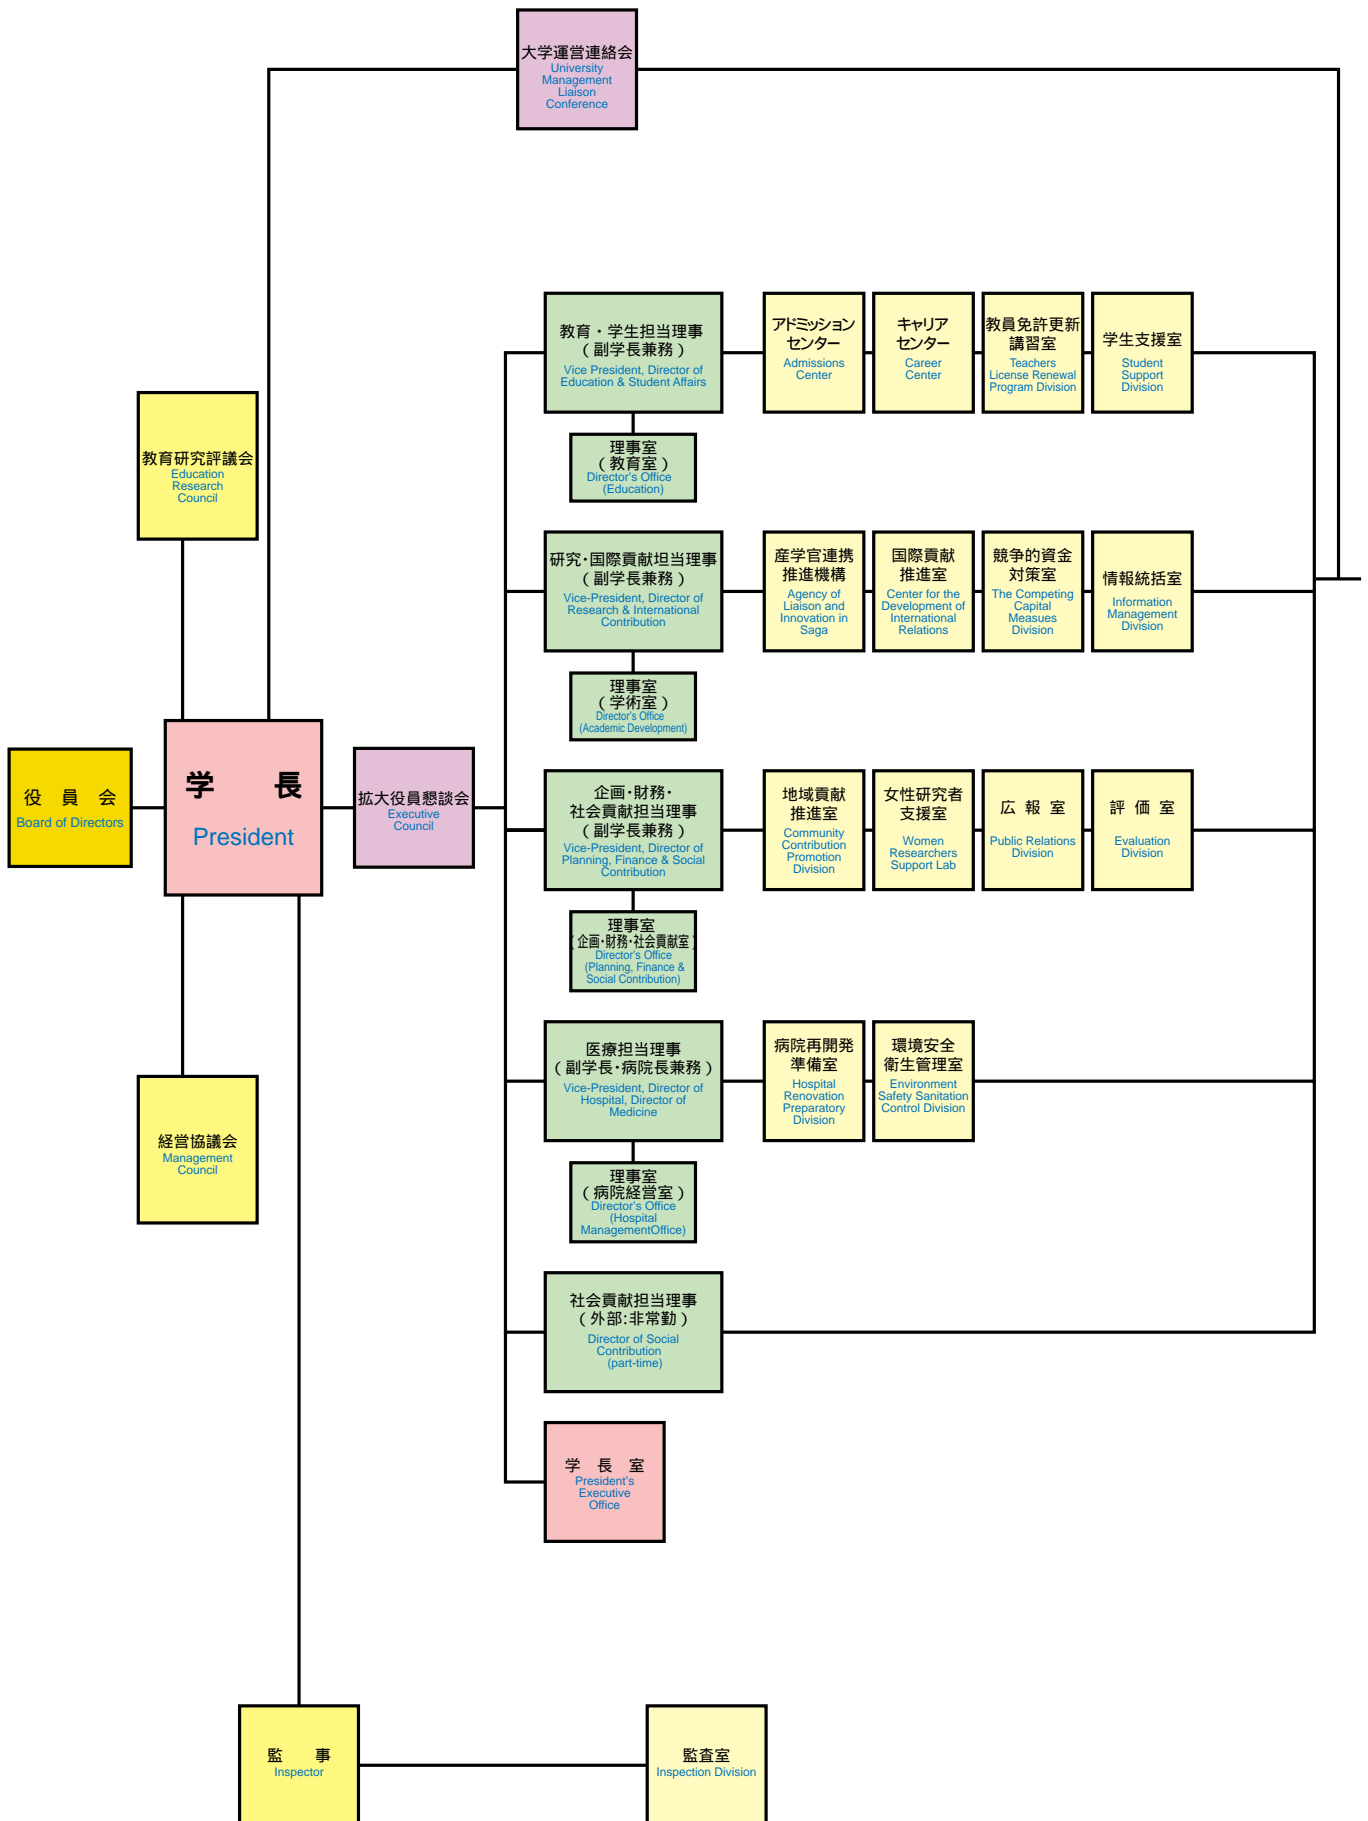 大学運営連絡会
University
Management
Liaison
Conference
教育・学生担当理事
(副学長兼務)
Vice President, Director of
Education & Student Affairs
アドミッション
センター
Admissions
Center
キャリア
センター
Career
Center
教員免許更新
講習室
Teachers
License Renewal
Program Division
学生支援室
Student
Support
Division
理事室
(教育室)
Director's Office
(Education)
教育研究評議会
Education
Research
Council
研究・国際貢献坦当理事
(副学長兼務)
Vice-President, Director of
Research & International
Contribution
産学官連携
推進機構
Agency of
Liaison and
Innovation in
Saga
国際貢献
推進室
Center for the
Development of
International
Relations
競争的資金
対策室
The Competing
Capital
Measues
Division
情報統括室
Information
Management
Division
理事室
(学術室)
Director's Office
(Academic Development)
役員会
Board of Directors
学長
President
拡大役員懇談会
Executive
Council
企画・財務・
社会貢献担当理事
(副学長兼務)
Vice-President, Director of
Planning, Finance & Social
Contribution
地域貢献
推進室
Community
Contribution
Promotion
Division
女性研究者
支援室
Women
Researchers
Support Lab
広報室
Public Relations
Division
評価室
Evaluation
Division
理事室
(企画・財務・社会貢献室)
Director's Office
(Planning, Finance &
Social Contribution)
医療担当理事
(副学長・病院長兼務)
Vice-President, Director of
Hospital, Director of
Medicine
病院再開発
準備室
Hospital
Renovation
Preparatory
Division
環境安全
衛生管理室
Environment
Safety Sanitation
Control Division
経営協議会
Management
Council
理事室
(病院経営室)
Director's Office
(Hospital
ManagementOffice)
社会貢献担当理事
(外部:非常勤)
Director of Social
Contribution
(part-time)
学長室
President's
Executive
Office
監事
Inspector
監査室
Inspection Division